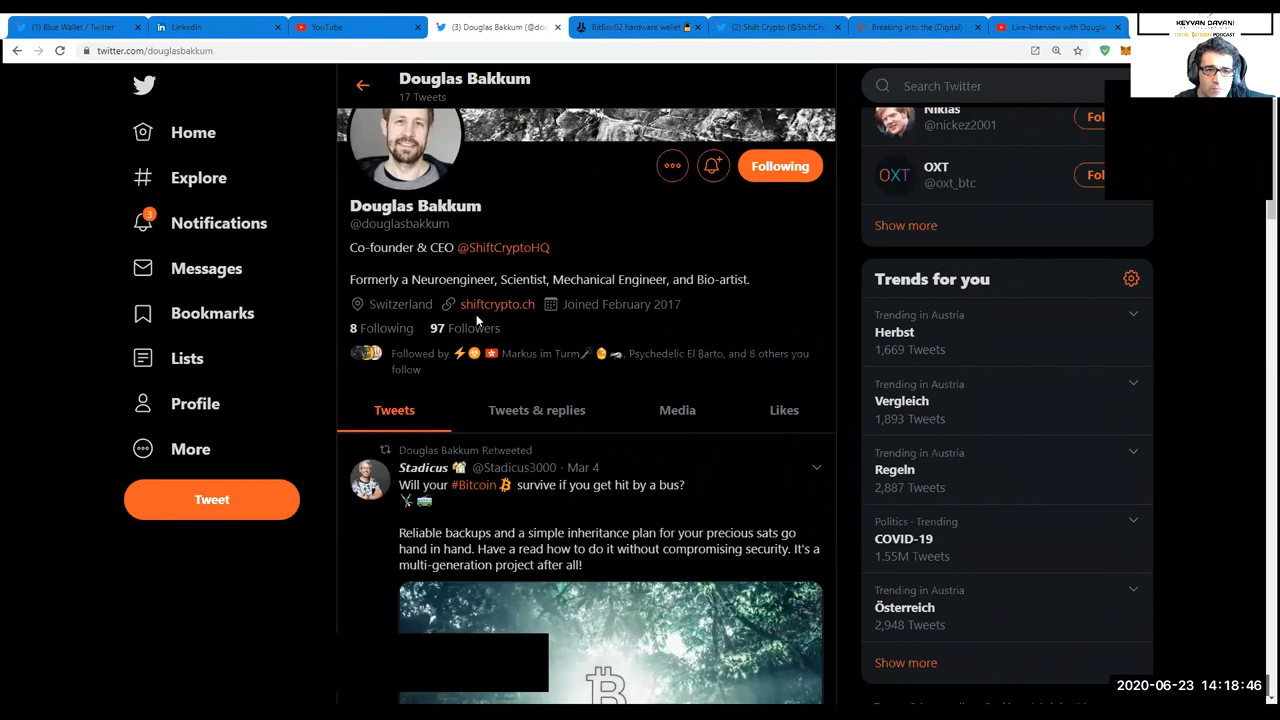 (1) Blue Wallet / Twitter
LinkedIn
YouTube
(3) Douglas Bakkum (@dou
BitBox02 hardware wallet
(2) Shift Crypto (@ShiftCry
Breaking into the (Digital)
Live-Interview with Dougla
KEYVAN DAVANI
TOTAL BITCOIN PODCAST
twitter.com/douglasbakkum
Home
Explore
3
Notifications
Messages
Bookmarks
Lists
Profile
More
Tweet
Douglas Bakkum
17 Tweets
Following
Douglas Bakkum
@douglasbakkum
Co-founder & CEO @ShiftCryptoHQ
Formerly a Neuroengineer, Scientist, Mechanical Engineer, and Bio-artist.
Switzerland shiftcrypto.ch Joined February 2017
8 Following 97 Followers
Followed by ⚡ Markus im Turm, Psychedelic El βarto, and 8 others you
follow
Tweets
Tweets & replies
Media
Likes
Douglas Bakkum Retweeted
Stadicus @Stadicus3000 · Mar 4
Will your #Bitcoin survive if you get hit by a bus?
Reliable backups and a simple inheritance plan for your precious sats go
hand in hand. Have a read how to do it without compromising security. It's a
multi-generation project after all!
Search Twitter
Niklas
@nickez2001
Fol
OXT
OXT
@oxt_btc
Fol
Show more
Trends for you
Trending in Austria
Herbst
1,669 Tweets
Trending in Austria
Vergleich
1,893 Tweets
Trending in Austria
Regeln
2,887 Tweets
Politics · Trending
COVID-19
1.55M Tweets
Trending in Austria
Österreich
2,948 Tweets
Show more
2020-06-23 14:18:46